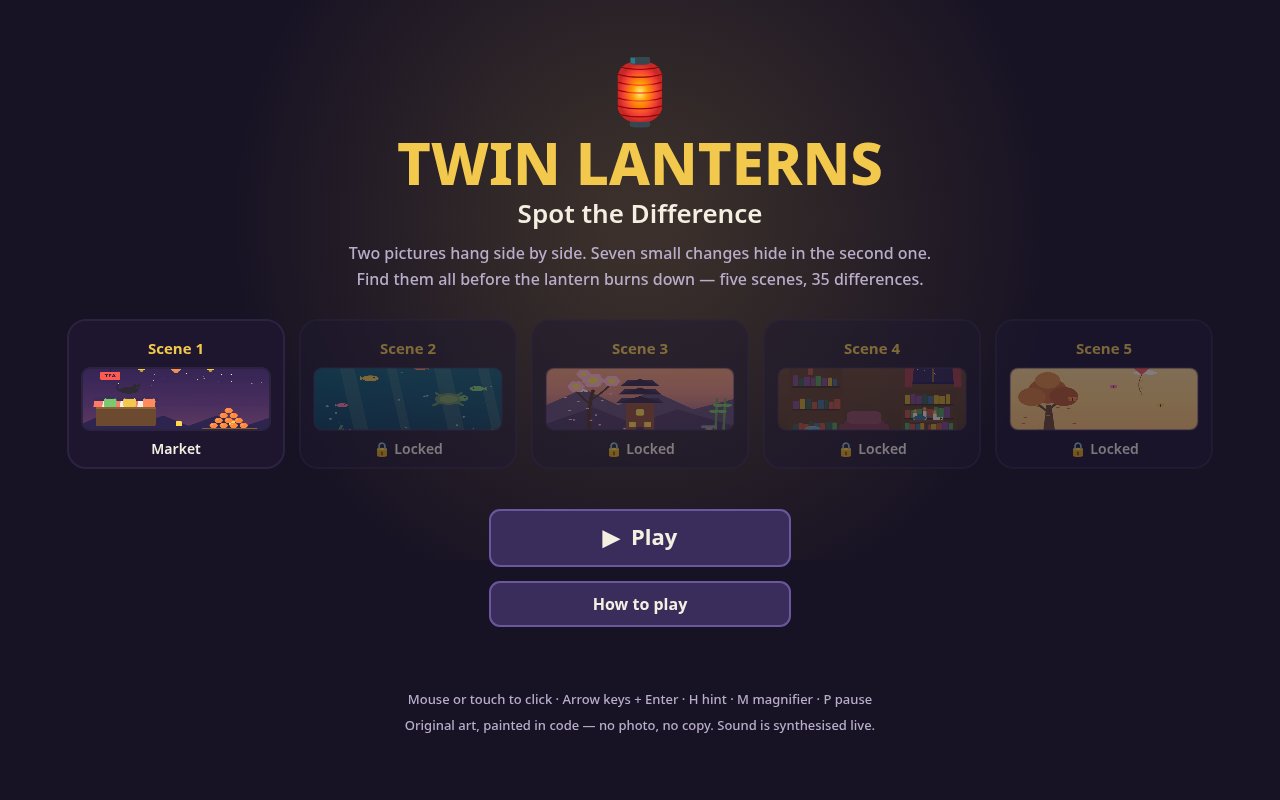 TWIN LANTERNS
Spot the Difference
Two pictures hang side by side. Seven small changes hide in the second one.
Find them all before the lantern burns down — five scenes, 35 differences.
Scene 1
Scene 2
Scene 3
Scene 4
Scene 5
TEA
Market
🔒 Locked
🔒 Locked
🔒 Locked
🔒 Locked
▶ Play
How to play
Mouse or touch to click · Arrow keys + Enter · H hint · M magnifier · P pause
Original art, painted in code — no photo, no copy. Sound is synthesised live.